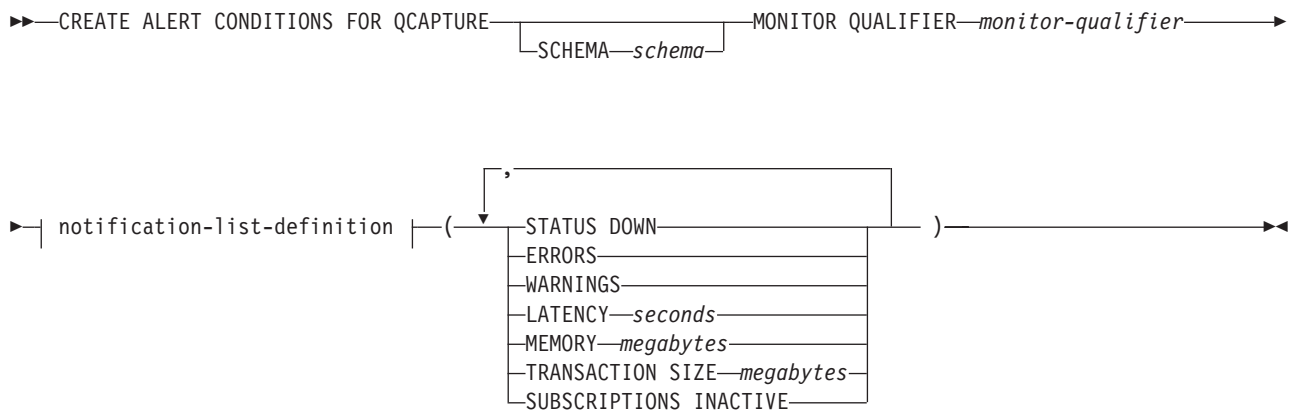 CREATE ALERT CONDITIONS FOR QCAPTURE MONITOR QUALIFIER monitor-qualifier
SCHEMA schema
,
notification-list-definition ( STATUS DOWN )
ERRORS
WARNINGS
LATENCY seconds
MEMORY megabytes
TRANSACTION SIZE megabytes
SUBSCRIPTIONS INACTIVE